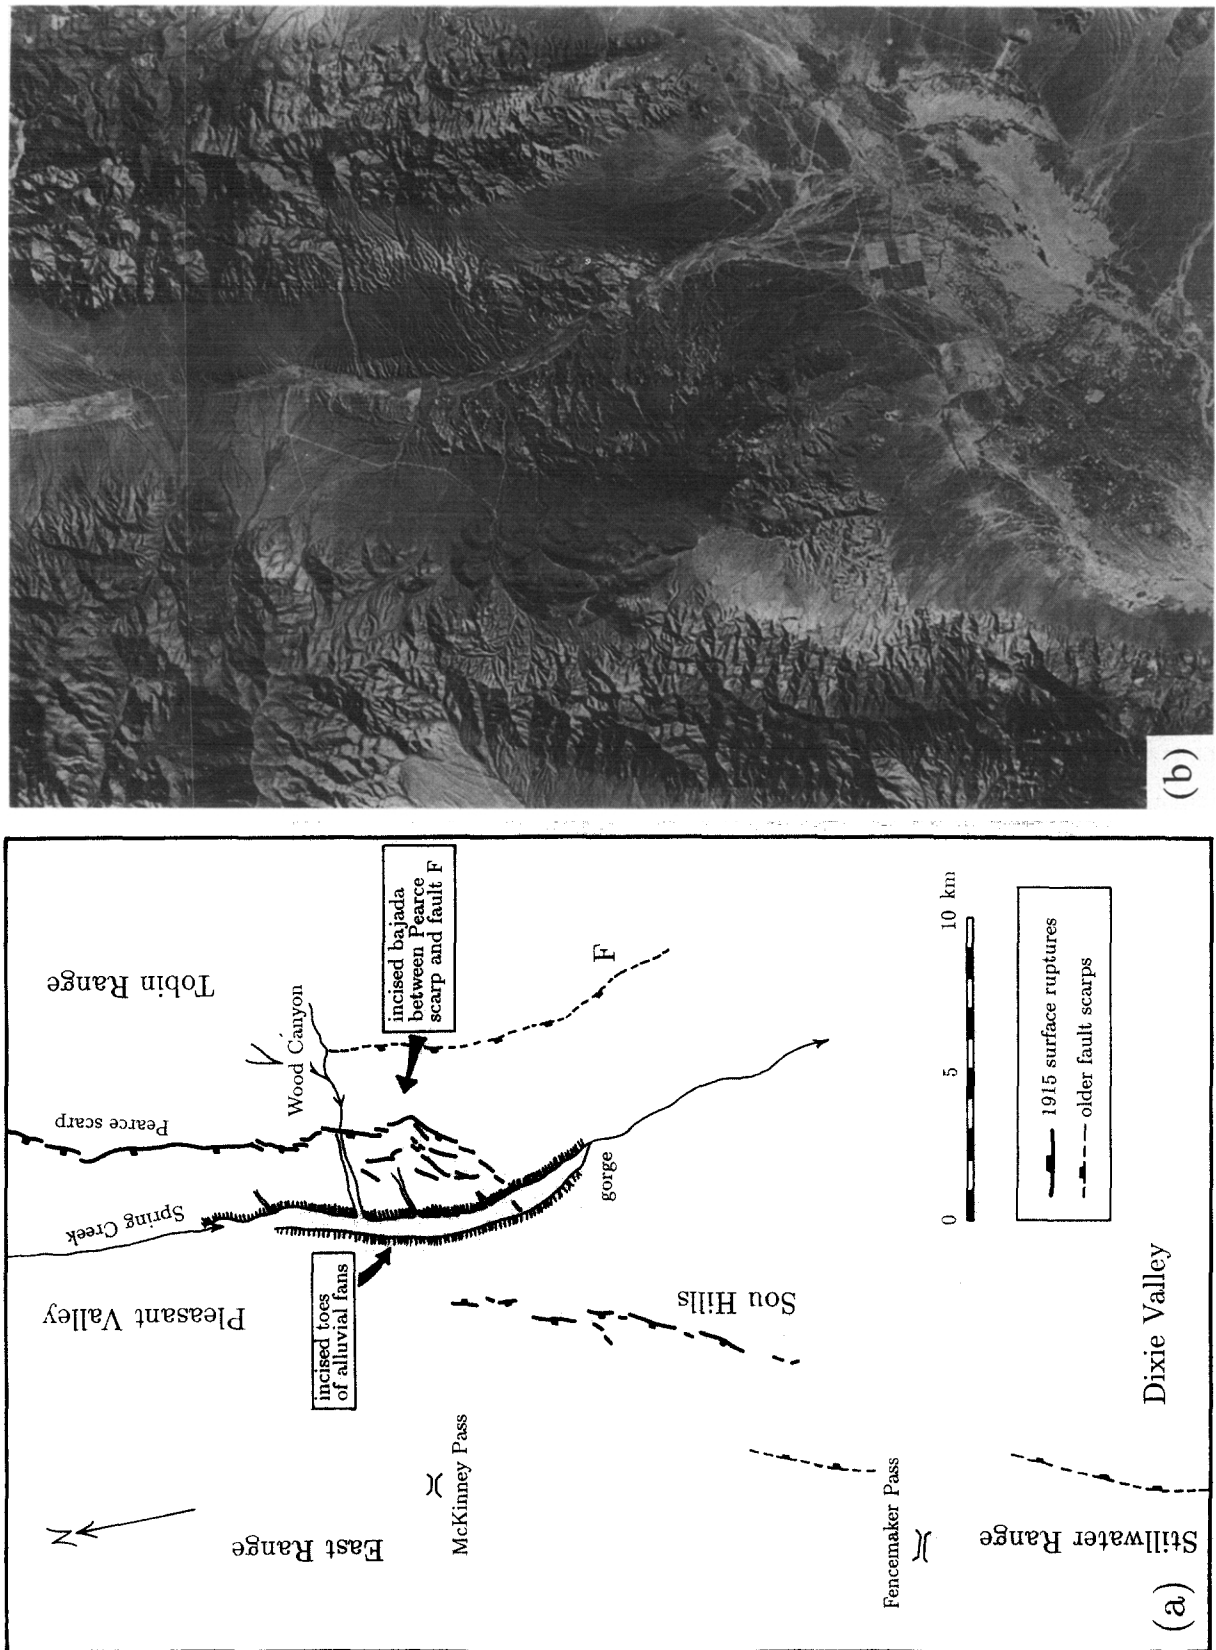 (a)
N
East Range
McKinney Pass
Fencemaker Pass
Stillwater Range
Pleasant Valley
incised toes
of alluvial fans
Sou Hills
Dixie Valley
Spring Creek
Pearce scarp
gorge
Wood Canyon
Tobin Range
incised bajada
between Pearce
scarp and fault F
F
0
5
10 km
1915 surface ruptures
older fault scarps
(b)